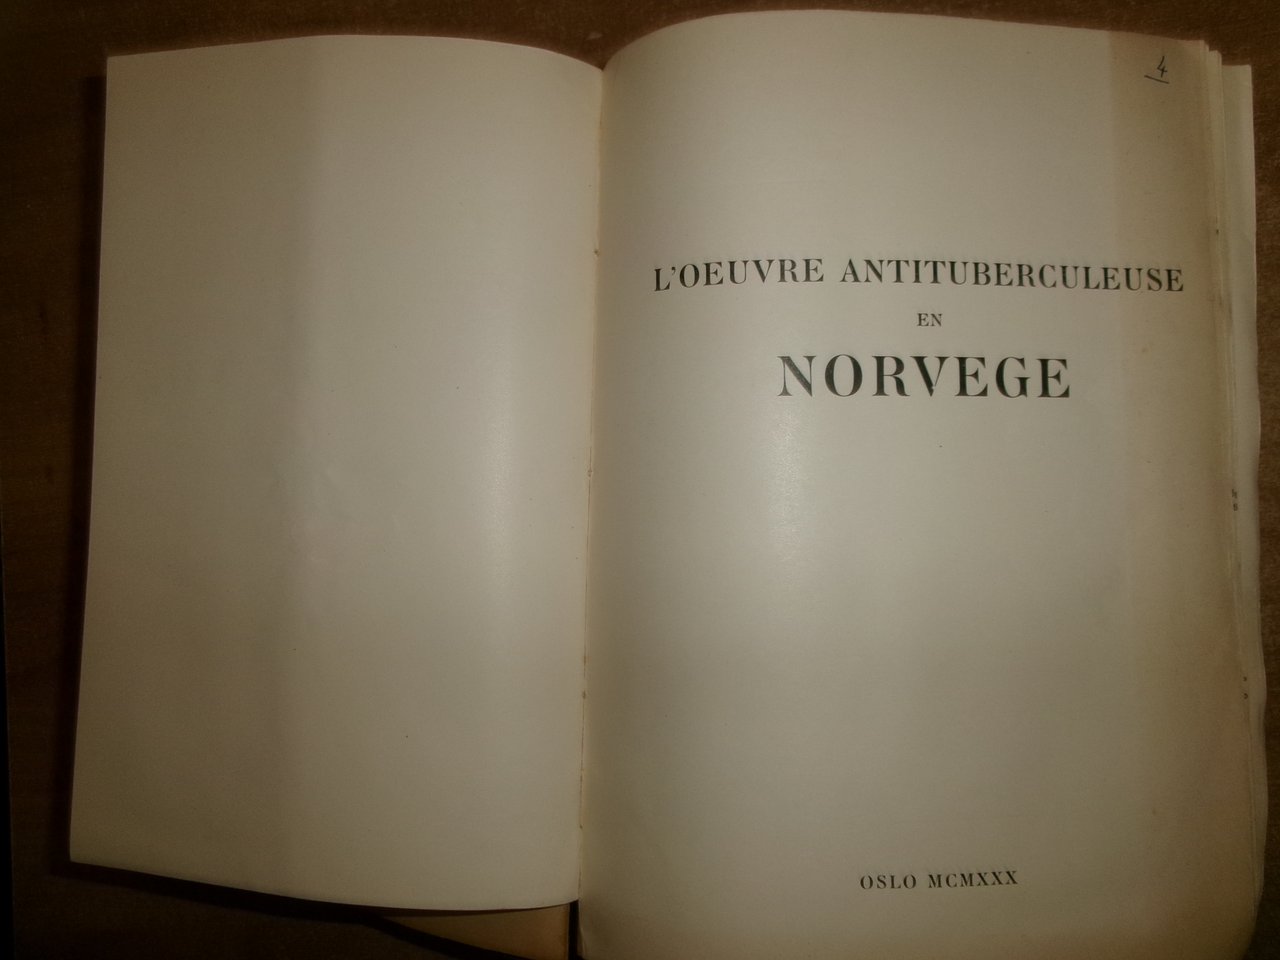 4
L'OEUVRE ANTITUBERCULEUSE
EN
NORVEGE
OSLO MCMXXX